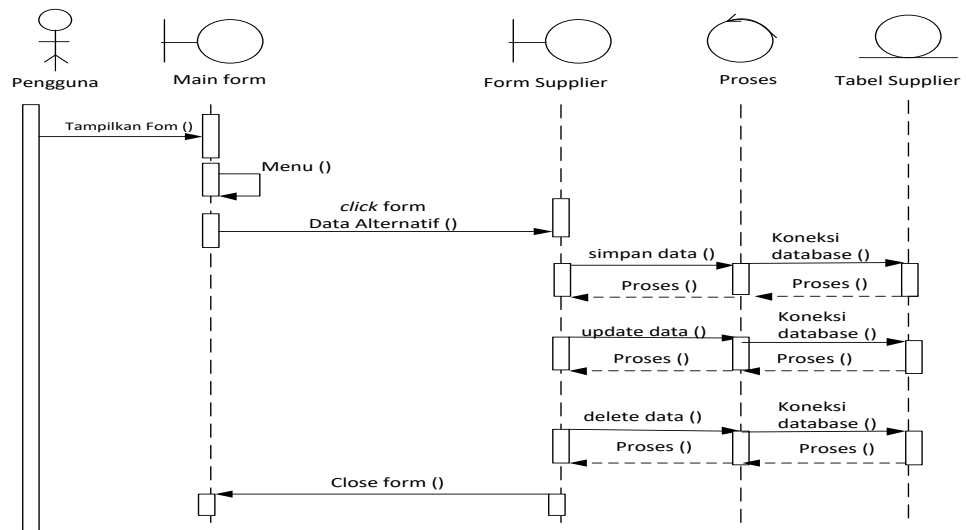 Pengguna
Main form
Form Supplier
Proses
Tabel Supplier
Tampilkan Fom ()
Menu ()
click form
Data Alternatif ()
simpan data ()
Koneksi
database ()
Proses ()
Proses ()
update data ()
Koneksi
database ()
Proses ()
Proses ()
delete data ()
Koneksi
database ()
Proses ()
Proses ()
Close form ()